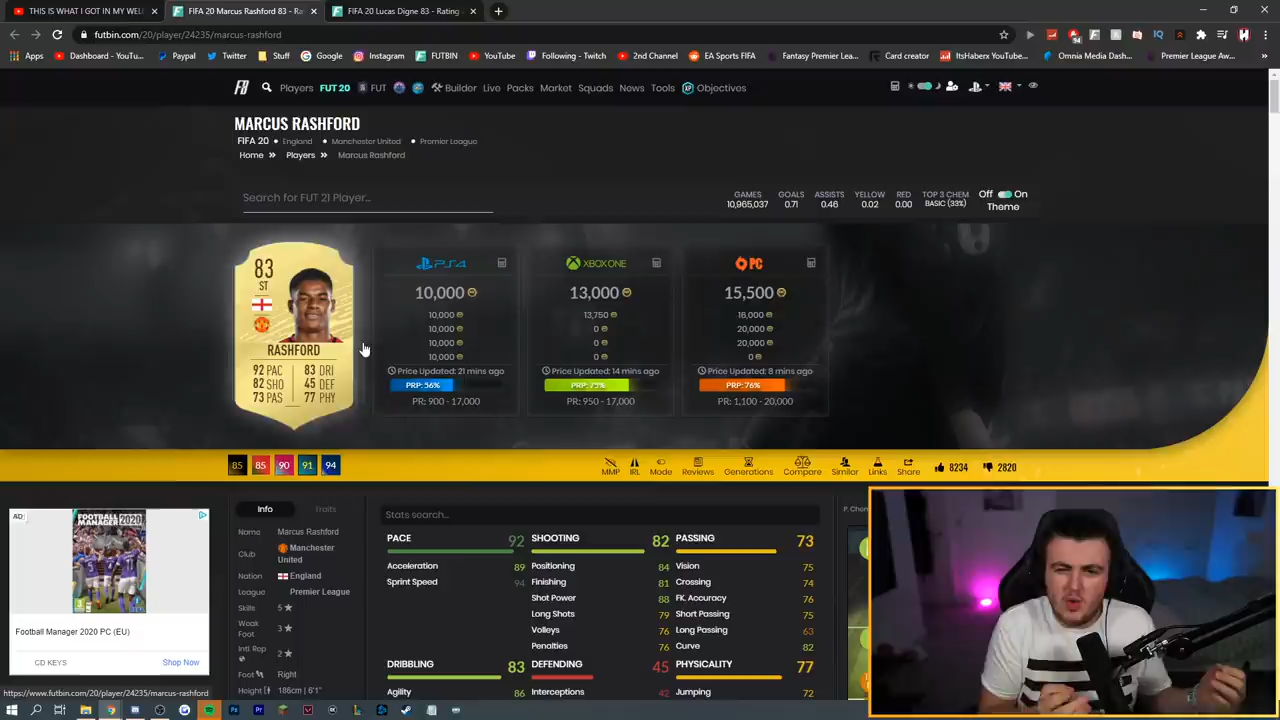 THIS IS WHAT I GOT IN MY WEL
FIFA 20 Marcus Rashford 83 - Ra
FIFA 20 Lucas Digne 83 - Rating
futbin.com/20/player/24235/marcus-rashford
Apps
Dashboard - YouTu...
Paypal
Twitter
Stuff
Google
Instagram
FUTBIN
YouTube
Following - Twitch
2nd Channel
EA Sports FIFA
Fantasy Premier Lea...
Card creator
ItsHaberx YouTube
Omnia Media Dash...
Premier League Aw...
Players FUT 20 FUT Builder Live Packs Market Squads News Tools Objectives
MARCUS RASHFORD
FIFA 20 • England • Manchester United • Premier League
Home » Players » Marcus Rashford
Search for FUT 21 Player...
GAMES GOALS ASSISTS YELLOW RED TOP 3 CHEM
10,965,037 0.71 0.46 0.02 0.00 BASIC (33%)
Off On
Theme
83
ST
RASHFORD
92 PAC 83 DRI
82 SHO 45 DEF
73 PAS 77 PHY
PS4
10,000
10,000
10,000
10,000
10,000
Price Updated: 21 mins ago
PRP: 56%
PR: 900 - 17,000
XBOX ONE
13,000
13,750
0
0
0
Price Updated: 14 mins ago
PRP: 75%
PR: 950 - 17,000
PC
15,500
16,000
20,000
20,000
0
Price Updated: 8 mins ago
PRP: 76%
PR: 1,100 - 20,000
85 85 90 91 94
MMP IRL Mode Reviews Generations Compare Similar Links Share
8234 2820
AD
FOOTBALL MANAGER 2020
Football Manager 2020 PC (EU)
CD KEYS
Shop Now
Info Traits
Name Marcus Rashford
Club Manchester United
Nation England
League Premier League
Skills 5★
Weak Foot 3★
Intl. Rep 2★
Foot Right
Height 186cm | 6'1"
Stats search...
PACE 92
Acceleration 89
Sprint Speed 94
SHOOTING 82
Positioning 84
Finishing 81
Shot Power 88
Long Shots 79
Volleys 76
Penalties 76
PASSING 73
Vision 75
Crossing 74
FK. Accuracy 76
Short Passing 75
Long Passing 63
Curve 82
DRIBBLING 83
Agility 86
DEFENDING 45
Interceptions 42
PHYSICALITY 77
Jumping 72
https://www.futbin.com/20/player/24235/marcus-rashford